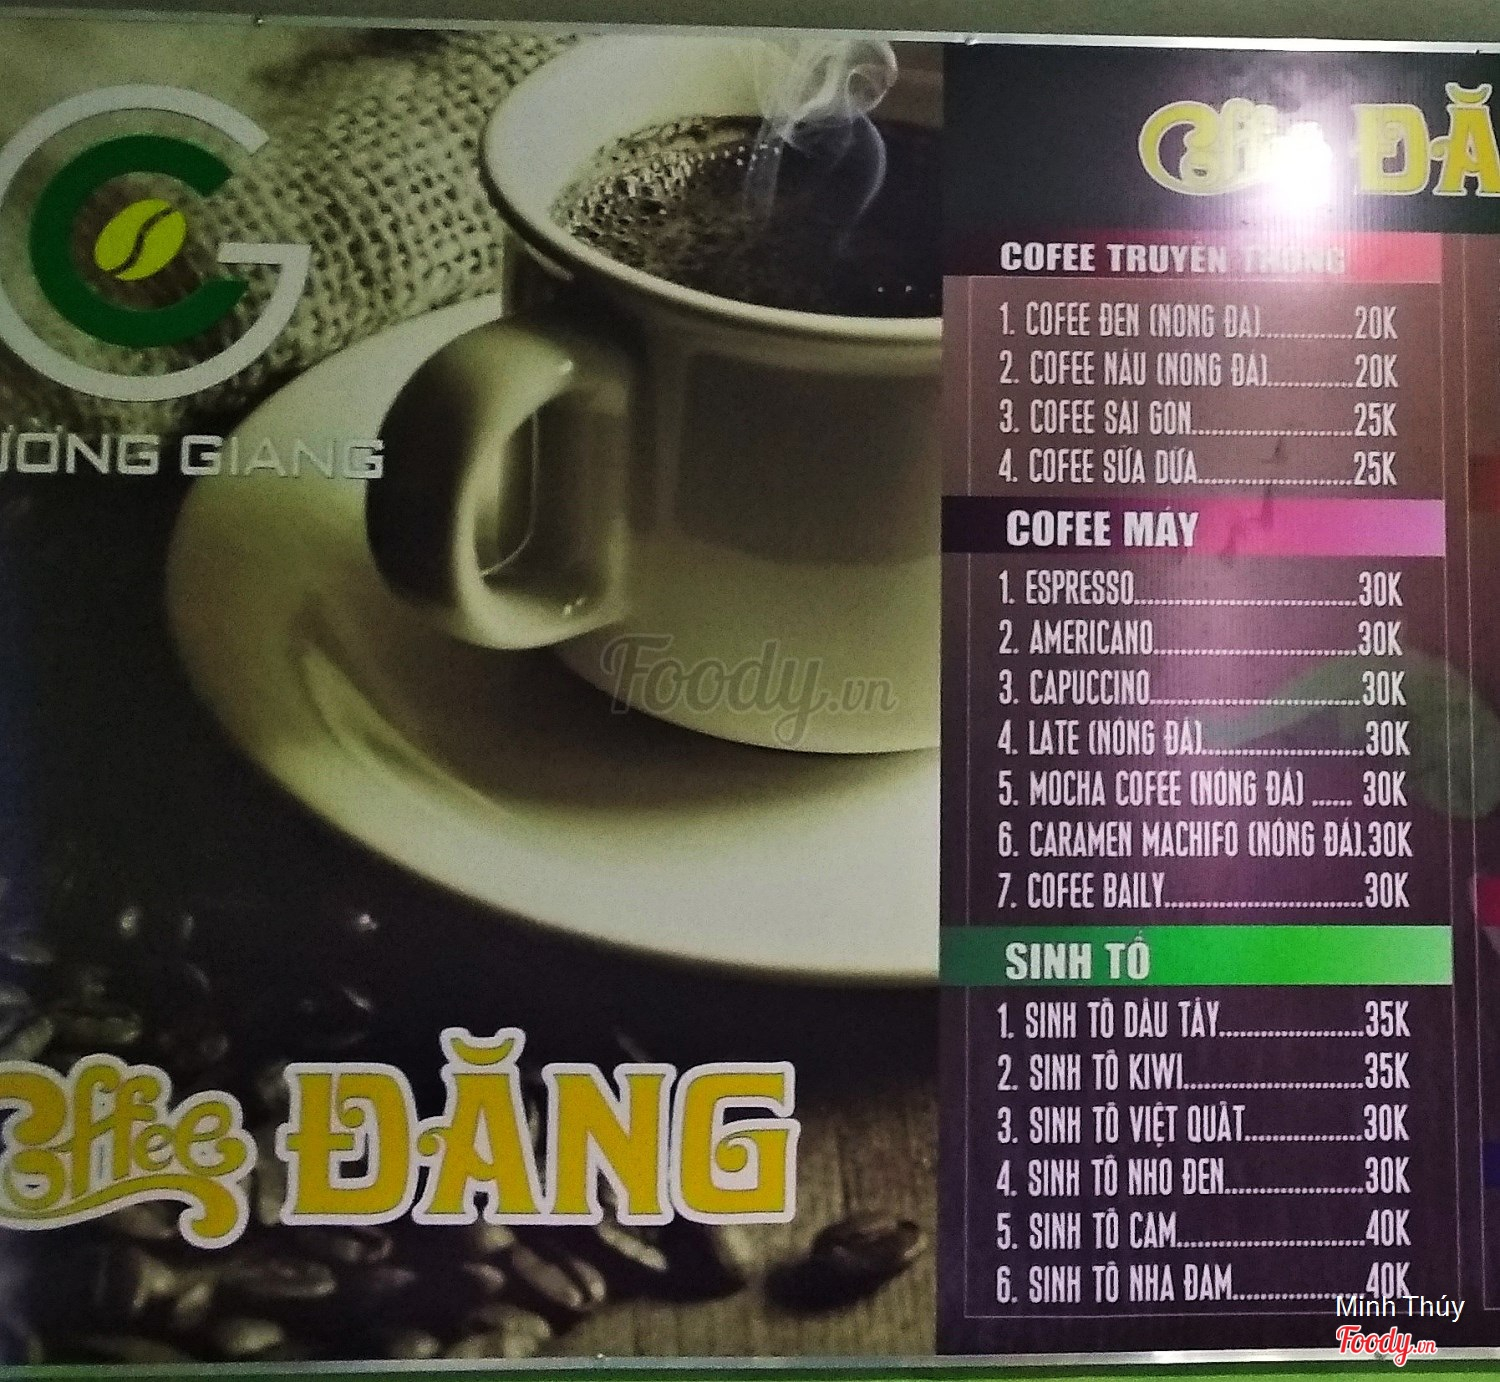 ƯƠNG GIANG
Coffee ĐĂNG
Foody.vn
Coffee ĐĂ
COFEE TRUYỀN THỐNG
1. COFEE ĐEN (NÓNG ĐÁ)..............20K
2. COFEE NÂU (NÓNG ĐÁ).............20K
3. COFEE SÀI GÒN........................25K
4. COFEE SỮA DỪA.......................25K
COFEE MÁY
1. ESPRESSO.................................30K
2. AMERICANO..............................30K
3. CAPUCCINO...............................30K
4. LATE (NÓNG ĐÁ)........................30K
5. MOCHA COFEE (NÓNG ĐÁ) ...... 30K
6. CARAMEN MACHIFO (NÓNG ĐÁ).30K
7. COFEE BAILY.............................30K
SINH TỐ
1. SINH TỐ DÂU TÂY.....................35K
2. SINH TỐ KIWI..........................35K
3. SINH TỐ VIỆT QUẤT.................30K
4. SINH TỐ NHO ĐEN....................30K
5. SINH TỐ CAM...........................40K
6. SINH TỐ NHA ĐAM...................40K
Minh Thúy
Foody.vn